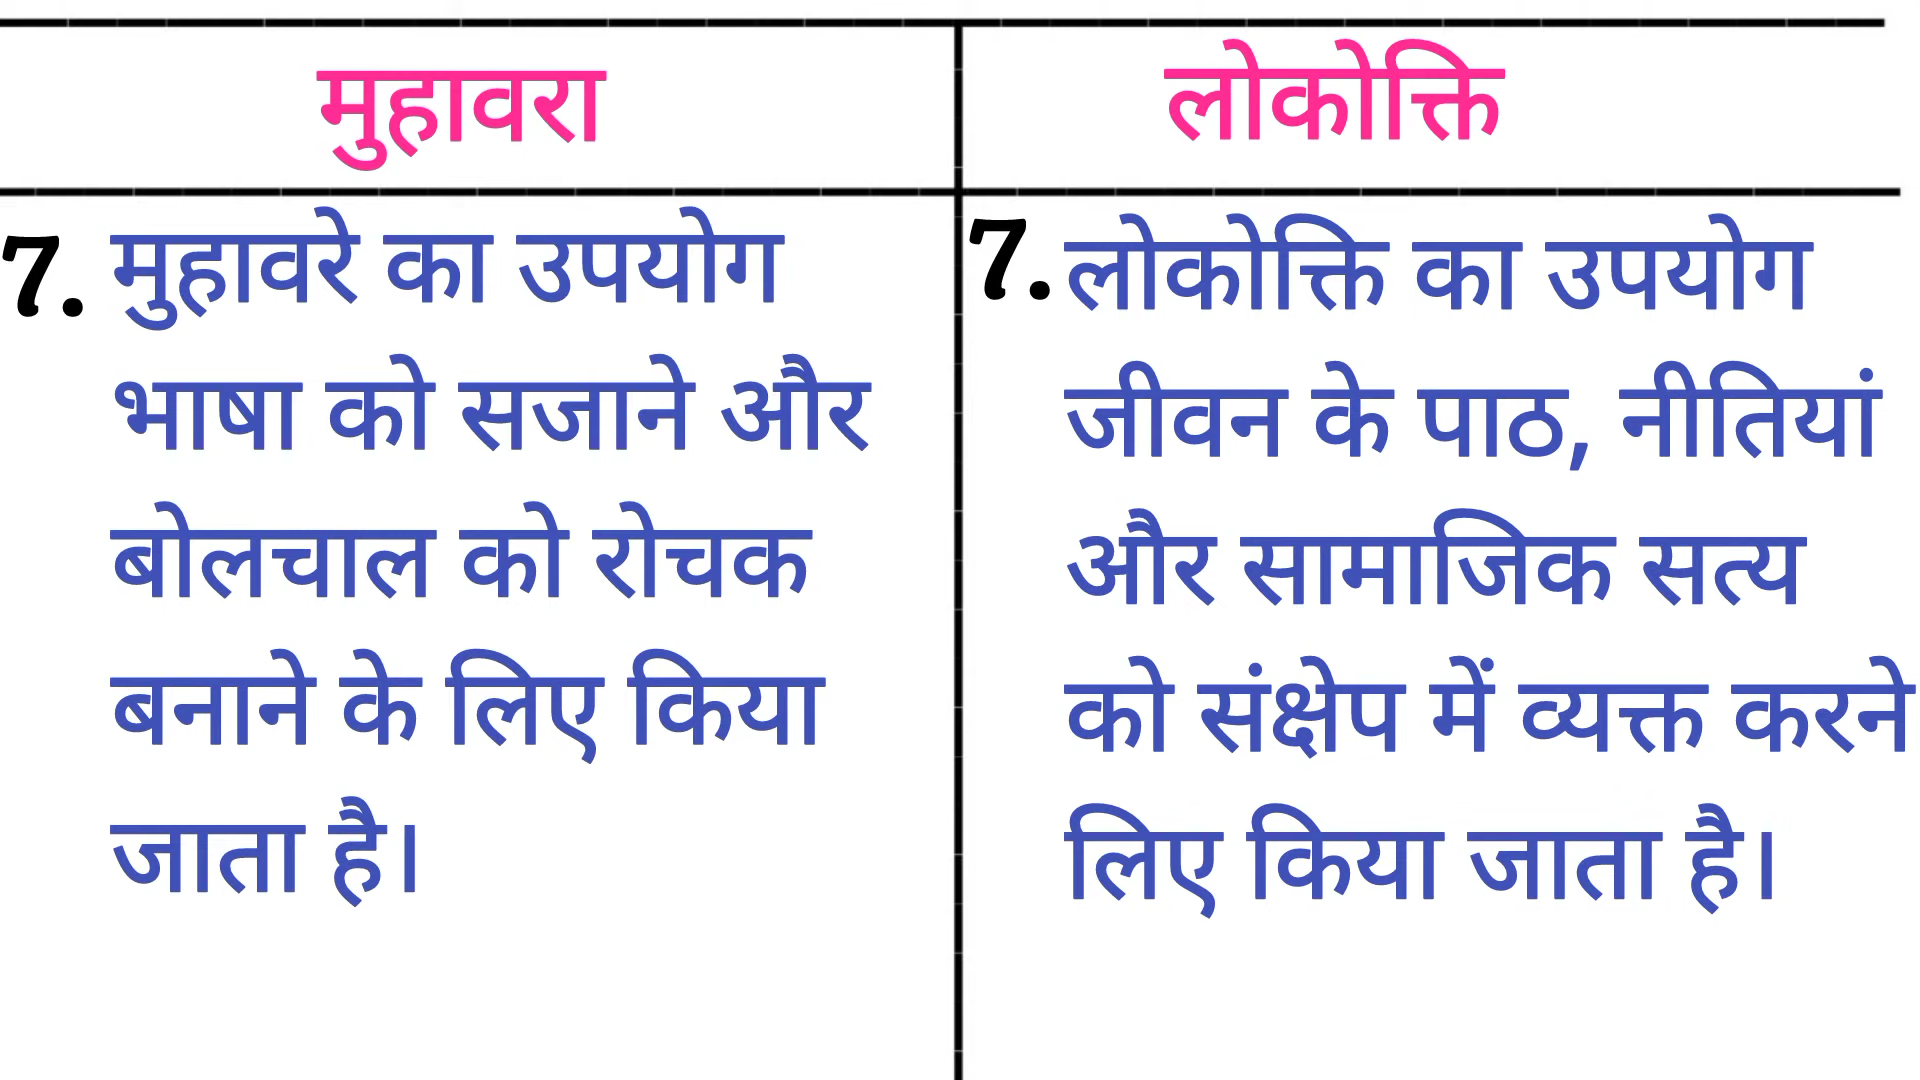 मुहावरा
लोकोक्ति
7. मुहावरे का उपयोग
भाषा को सजाने और
बोलचाल को रोचक
बनाने के लिए किया
जाता है।
7. लोकोक्ति का उपयोग
जीवन के पाठ, नीतियां
और सामाजिक सत्य
को संक्षेप में व्यक्त करने
लिए किया जाता है।